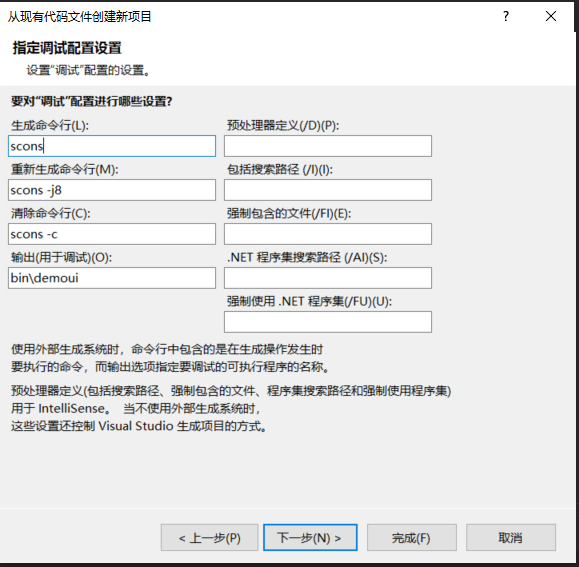 从现有代码文件创建新项目
?
指定调试配置设置
设置“调试”配置的设置。
要对“调试”配置进行哪些设置?
生成命令行(L):
预处理器定义(/D)(P):
scons
重新生成命令行(M):
包括搜索路径 (/I)(I):
scons -j8
清除命令行(C):
强制包含的文件(/FI)(E):
scons -c
输出(用于调试)(O):
.NET 程序集搜索路径 (/AI)(S):
bin\demoui
强制使用 .NET 程序集(/FU)(U):
使用外部生成系统时，命令行中包含的是在生成操作发生时
要执行的命令，而输出选项指定要调试的可执行程序的名称。
预处理器定义(包括搜索路径、强制包含的文件、程序集搜索路径和强制使用程序集)
用于 IntelliSense。 当不使用外部生成系统时，
这些设置还控制 Visual Studio 生成项目的方式。
< 上一步(P)
下一步(N) >
完成(F)
取消